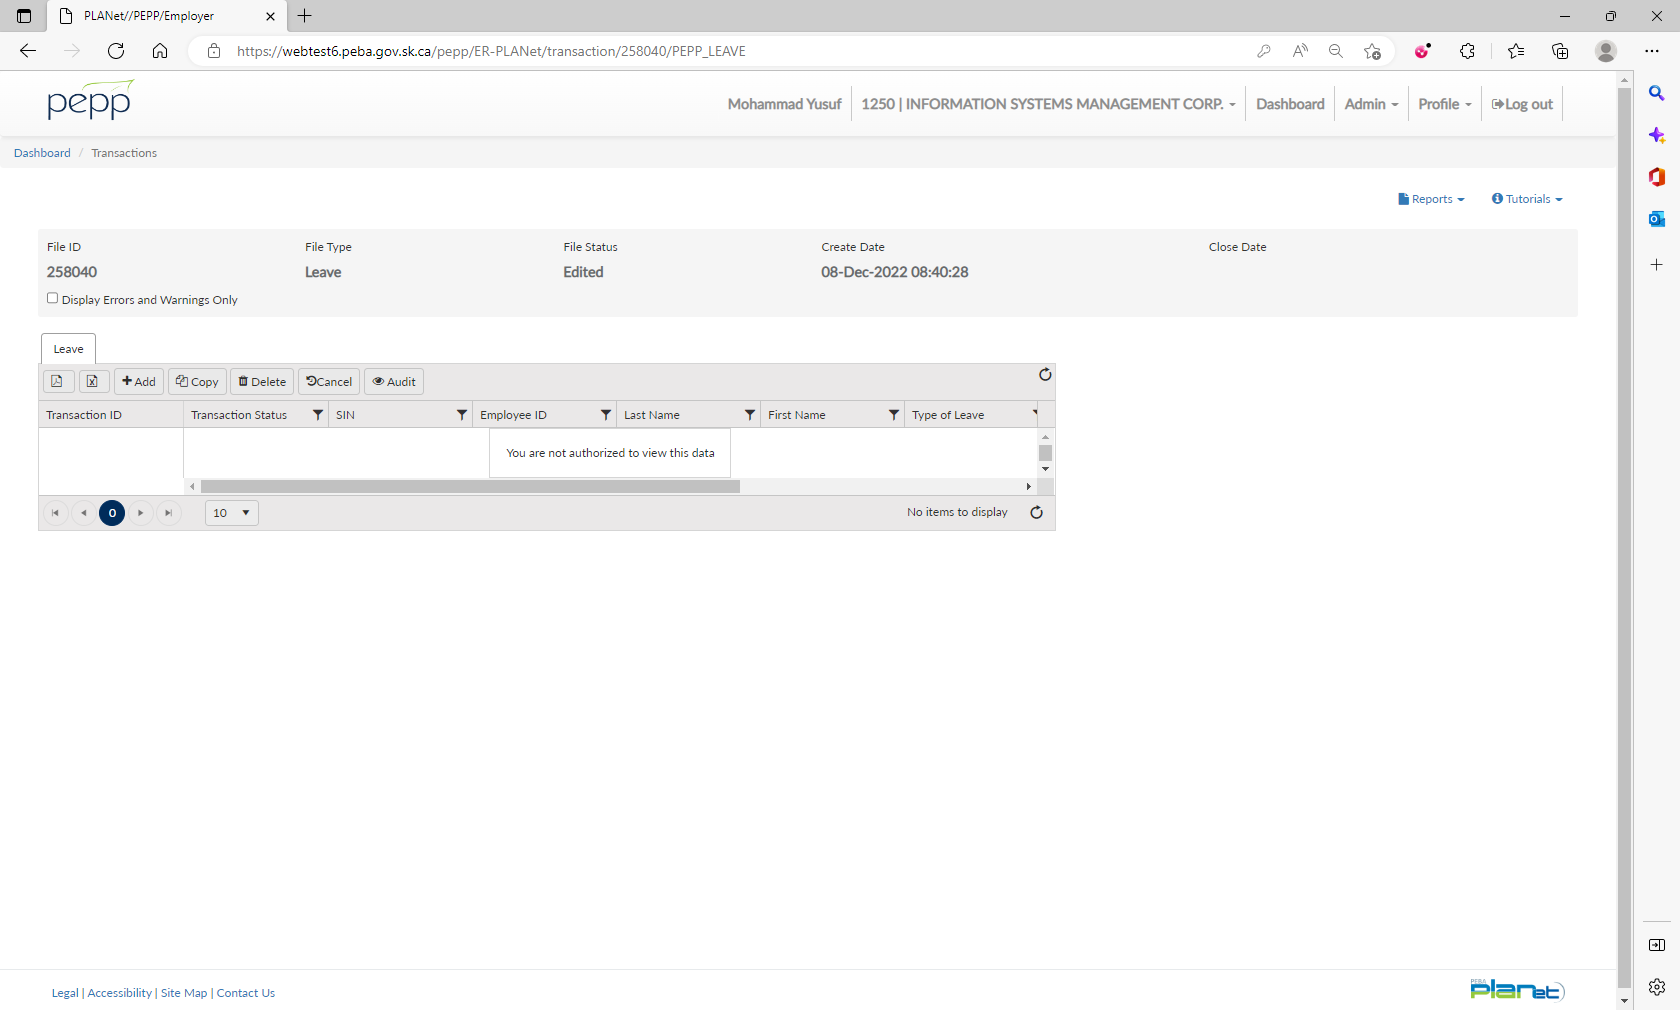 PLANet//PEPP/Employer
https://webtest6.peba.gov.sk.ca/pepp/ER-PLANet/transaction/258040/PEPP_LEAVE
pepp
Mohammad Yusuf
1250 | INFORMATION SYSTEMS MANAGEMENT CORP.
Dashboard
Admin
Profile
Log out
Dashboard / Transactions
Reports
Tutorials
File ID
File Type
File Status
Create Date
Close Date
258040
Leave
Edited
08-Dec-2022 08:40:28
Display Errors and Warnings Only
Leave
Add
Copy
Delete
Cancel
Audit
Transaction ID
Transaction Status
SIN
Employee ID
Last Name
First Name
Type of Leave
You are not authorized to view this data
0
10
No items to display
Legal | Accessibility | Site Map | Contact Us
PEBA
planet